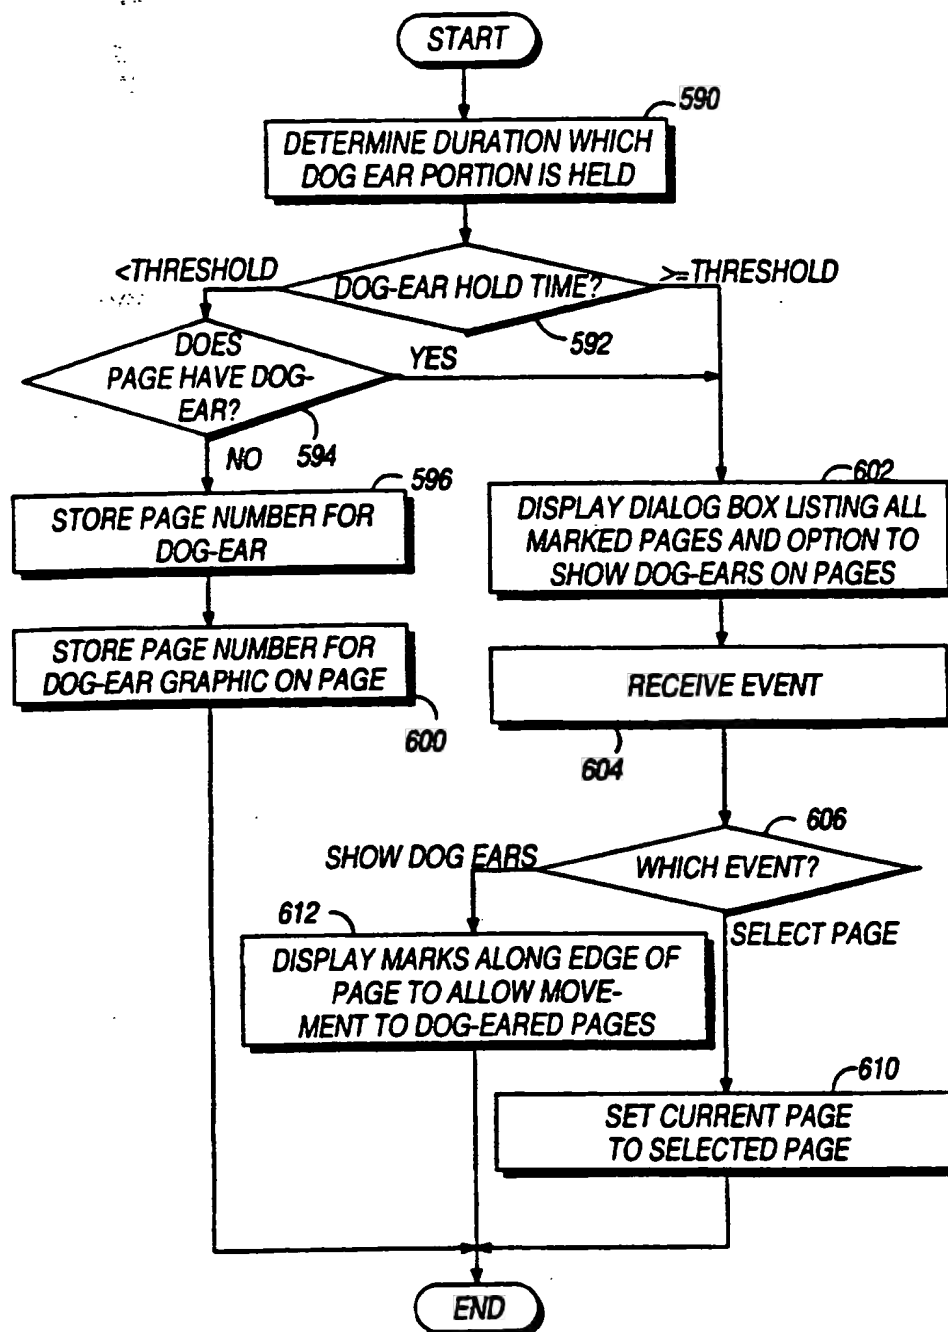 START
590
DETERMINE DURATION WHICH
DOG EAR PORTION IS HELD
<THRESHOLD
DOG-EAR HOLD TIME?
>=THRESHOLD
592
DOES
PAGE HAVE DOG-
EAR?
YES
594
NO
596
STORE PAGE NUMBER FOR
DOG-EAR
602
DISPLAY DIALOG BOX LISTING ALL
MARKED PAGES AND OPTION TO
SHOW DOG-EARS ON PAGES
STORE PAGE NUMBER FOR
DOG-EAR GRAPHIC ON PAGE
600
RECEIVE EVENT
604
606
SHOW DOG EARS
WHICH EVENT?
612
SELECT PAGE
DISPLAY MARKS ALONG EDGE OF
PAGE TO ALLOW MOVE-
MENT TO DOG-EARED PAGES
610
SET CURRENT PAGE
TO SELECTED PAGE
END